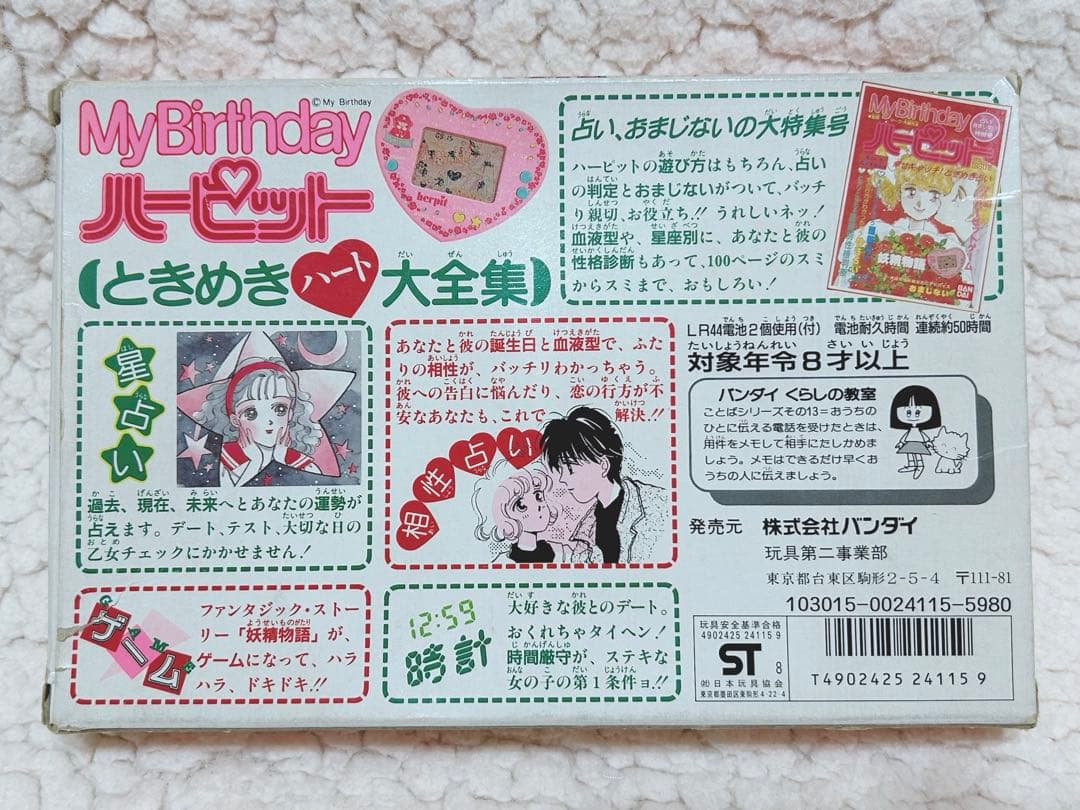 My Birthday
© My Birthday
ハーピット
herpit
(ときめきハート大全集)
占い、おまじないの大特集号
ハーピットの遊び方はもちろん、占い
の判定とおまじないがついて、バッチ
リ親切、お役立ち!! うれしいネッ!
血液型や、星座別に、あなたと彼の
性格診断もあって、100ページのスミ
からスミまで、おもしろい!
My Birthday
ハーピット
妖精物語
おまじない
BAN
DAI
星占い
過去、現在、未来へとあなたの運勢が
占えます。デート、テスト、大切な日の
乙女チェックにかかせません!
あなたと彼の誕生日と血液型で、ふた
りの相性が、バッチリわかっちゃう。
彼への告白に悩んだり、恋の行方が不
安なあなたも、これで 解決!!
相性占い
LR44電池2個使用(付) 電池耐久時間 連続約50時間
対象年令8才以上
バンダイ くらしの教室
ことばシリーズその13=おうちの
ひとに伝える電話を受けたときは、
用件をメモして相手にたしかめま
しょう。メモはできるだけ早くお
うちの人に伝えましょう。
発売元 株式会社バンダイ
玩具第二事業部
東京都台東区駒形2-5-4 〒111-81
103015-0024115-5980
GAME
ゲーム
ファンタジック・ストー
リー「妖精物語」が、
ゲームになって、ハラ
ハラ、ドキドキ!!
12:59
時計
大好きな彼とのデート。
おくれちゃタイヘン!
時間厳守が、ステキな
女の子の第1条件ョ!!
玩具安全基準合格
4902425 24115 9
ST 8
㈳日本玩具協会
東京都墨田区東駒形4-22-4
T4902425 24115 9